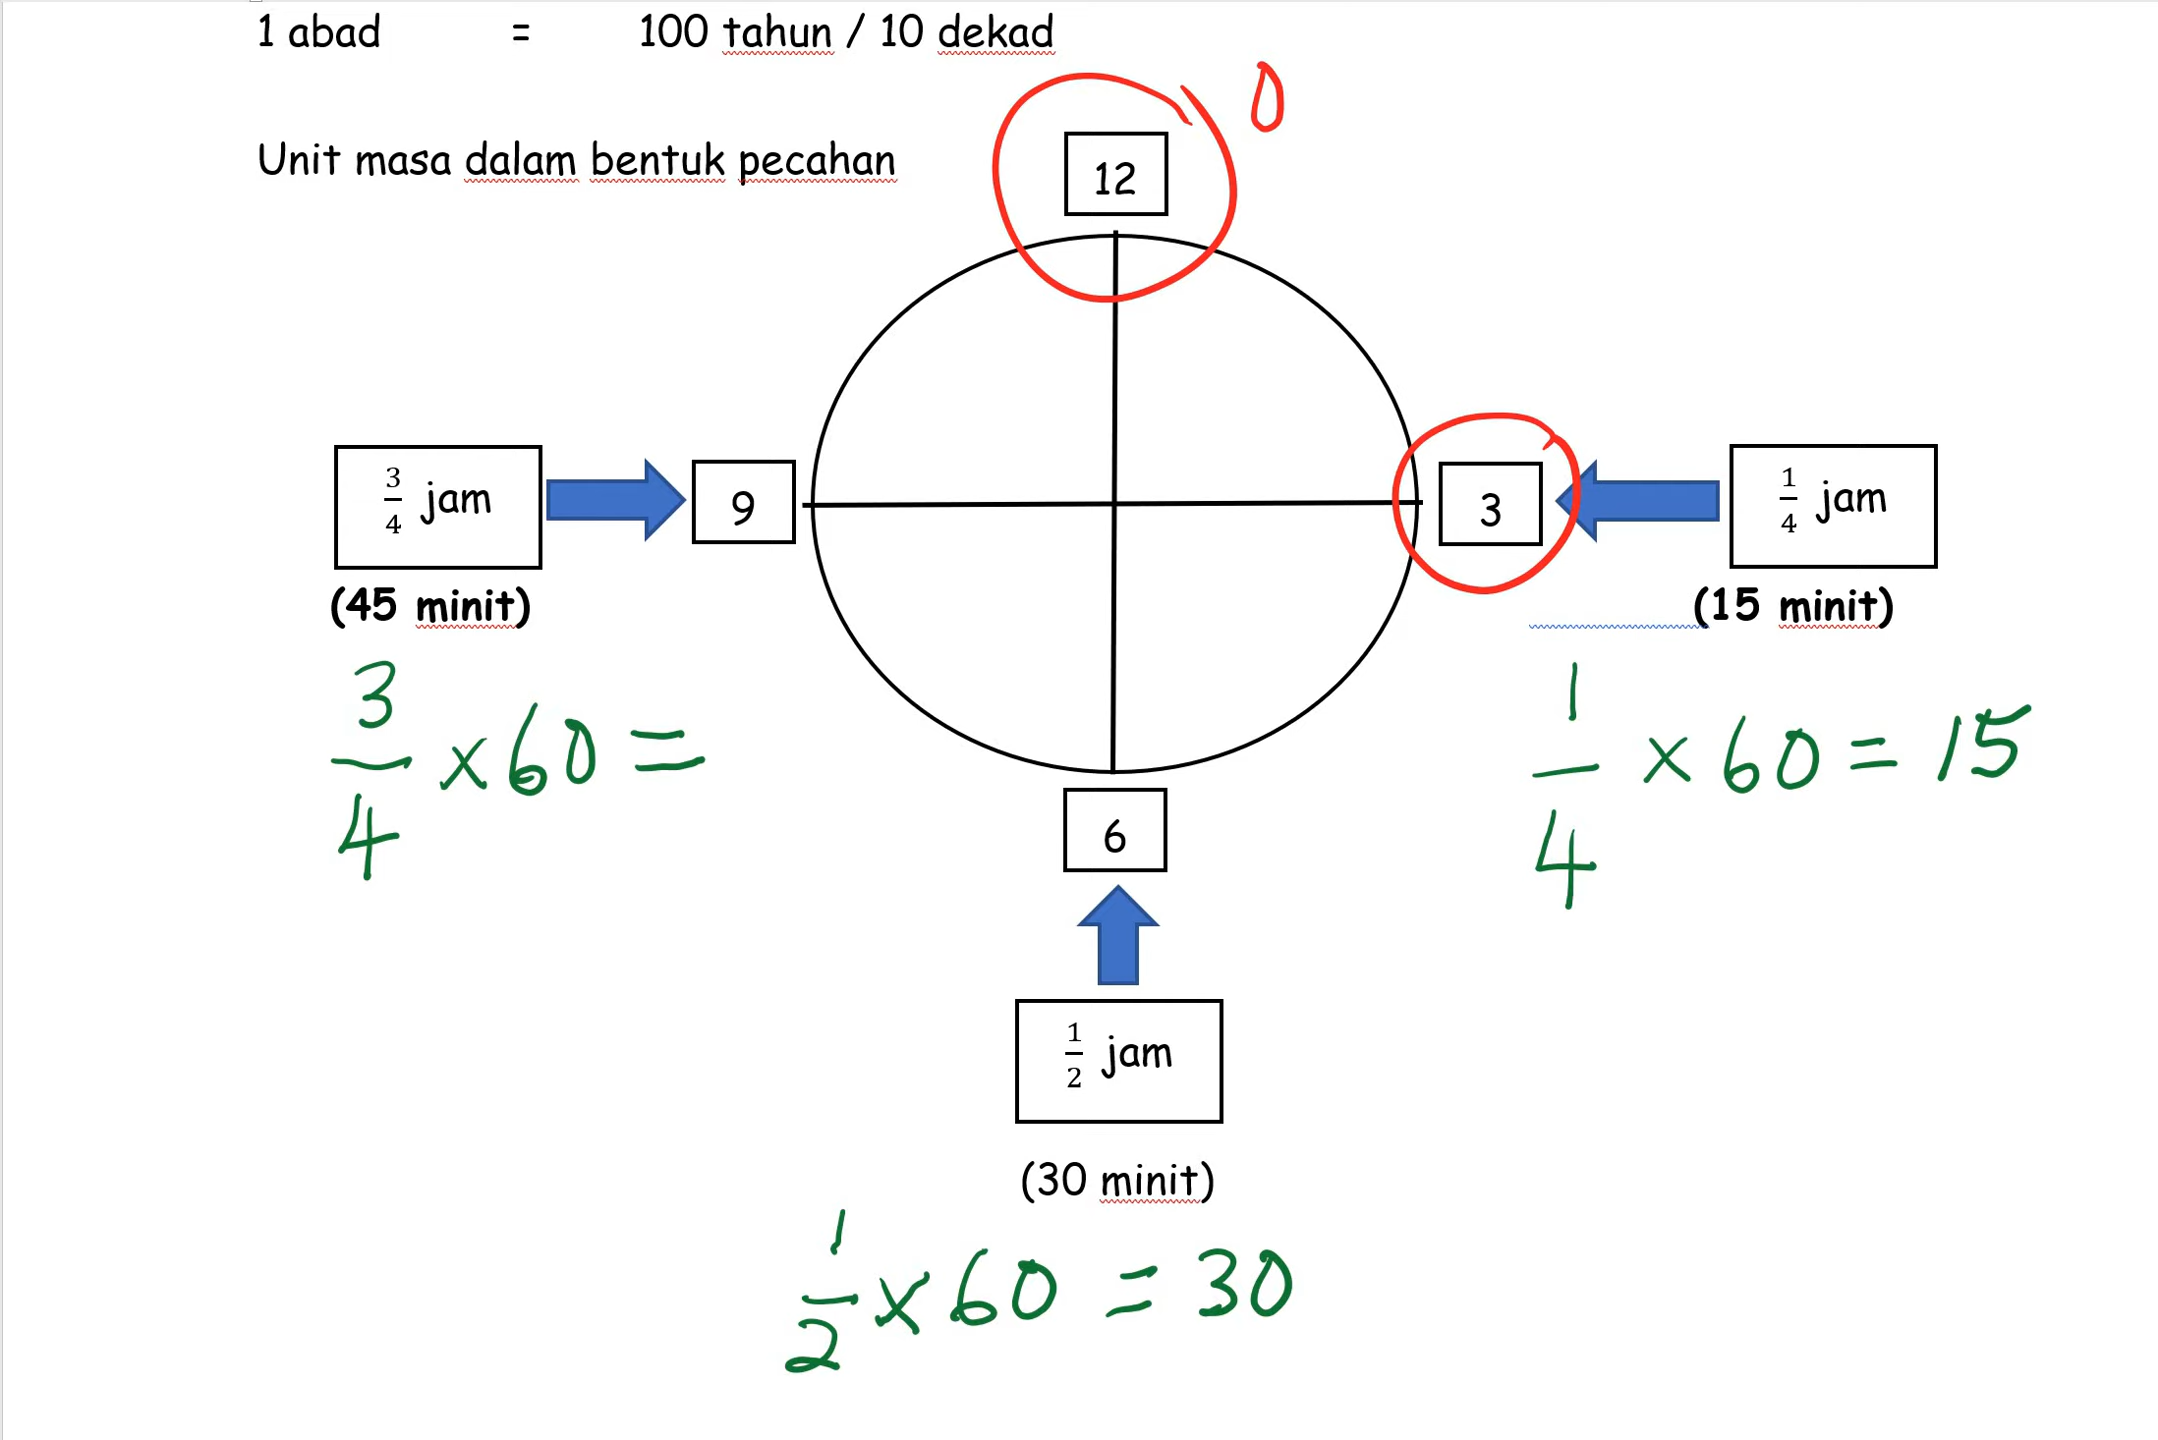 1 abad = 100 tahun / 10 dekad
0
Unit masa dalam bentuk pecahan
12
3/4 jam
9
3
1/4 jam
(45 minit)
(15 minit)
3/4 x 60 =
1/4 x 60 = 15
6
1/2 jam
(30 minit)
1/2 x 60 = 30